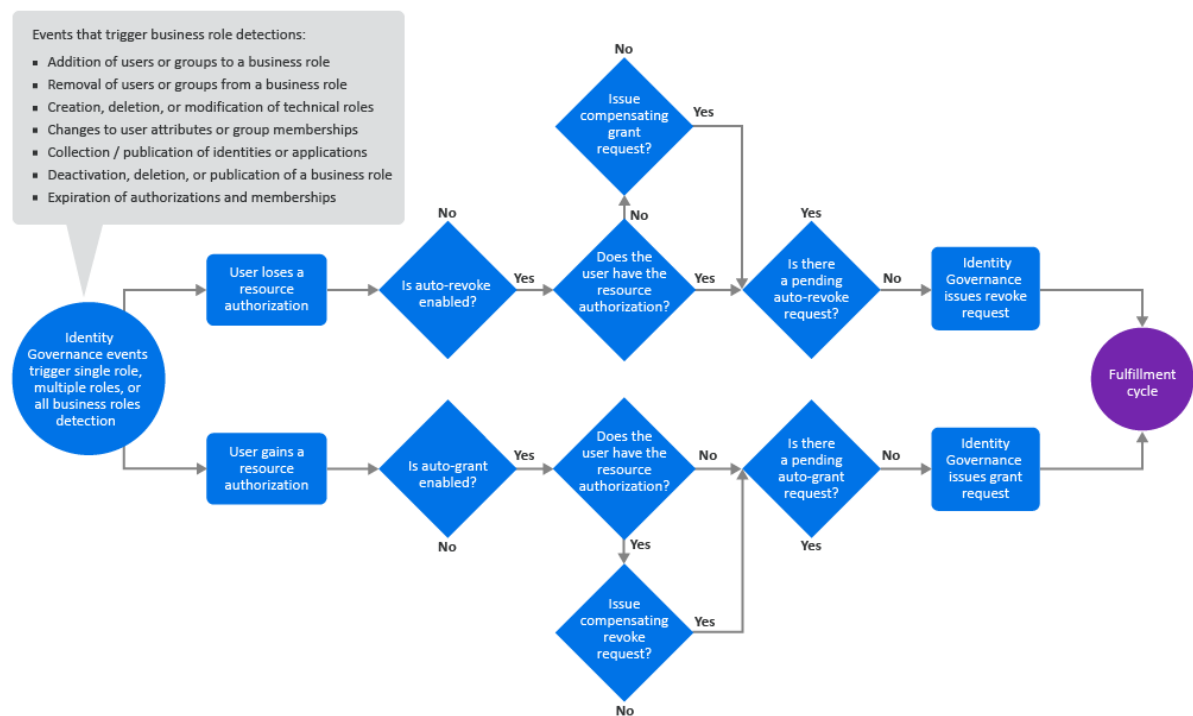 Events that trigger business role detections:
▪ Addition of users or groups to a business role
▪ Removal of users or groups from a business role
▪ Creation, deletion, or modification of technical roles
▪ Changes to user attributes or group memberships
▪ Collection / publication of identities or applications
▪ Deactivation, deletion, or publication of a business role
▪ Expiration of authorizations and memberships
No
Issue
compensating
grant
request?
Yes
No
User loses a
resource
authorization
No
Is auto-revoke
enabled?
Yes
Does the
user have the
resource
authorization?
Yes
Yes
Is there
a pending
auto-revoke
request?
No
Identity
Governance
issues revoke
request
Identity
Governance events
trigger single role,
multiple roles, or
all business roles
detection
Fulfillment
cycle
User gains a
resource
authorization
Is auto-grant
enabled?
Yes
No
Does the
user have the
resource
authorization?
No
Yes
Is there
a pending
auto-grant
request?
No
Yes
Identity
Governance
issues grant
request
Issue
compensating
revoke
request?
Yes
No